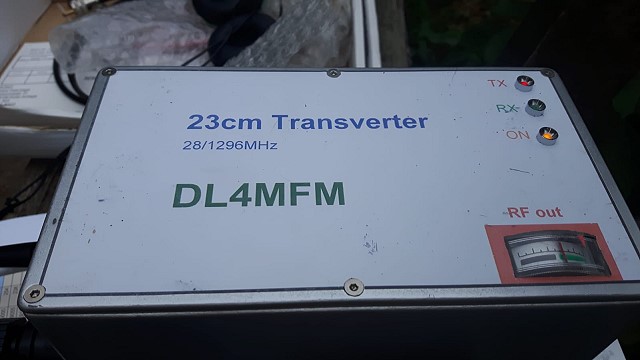 23cm Transverter
28/1296MHz
DL4MFM
TX
RX
ON
RF out